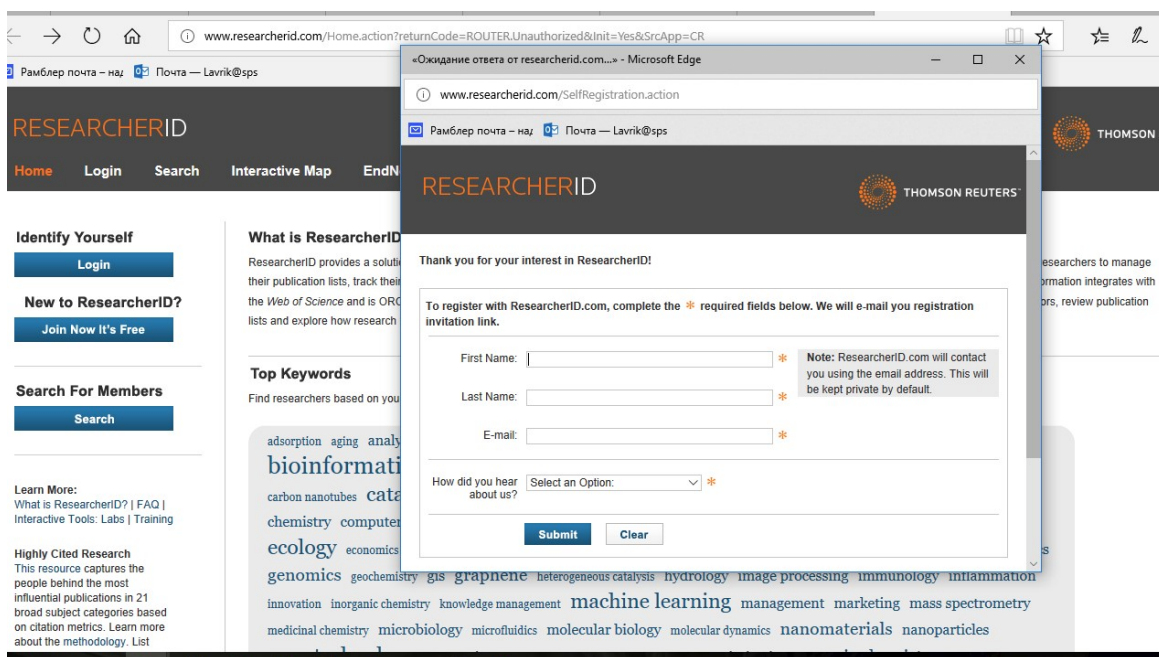 www.researcherid.com/Home.action?returnCode=ROUTER.Unauthorized&Init=Yes&SrcApp=CR
Рамблер почта – над
Почта — Lavrik@sps
RESEARCHERID
THOMSON
Home Login Search Interactive Map EndN
Identify Yourself
Login
New to ResearcherID?
Join Now It's Free
Search For Members
Search
Learn More:
What is ResearcherID? | FAQ |
Interactive Tools: Labs | Training
Highly Cited Research
This resource captures the
people behind the most
influential publications in 21
broad subject categories based
on citation metrics. Learn more
about the methodology. List
What is ResearcherID
ResearcherID provides a soluti
their publication lists, track their
the Web of Science and is ORC
lists and explore how research
esearchers to manage
ormation integrates with
ors, review publication
Top Keywords
Find researchers based on you
adsorption aging analy
bioinformati
carbon nanotubes cata
chemistry computer
ecology economics
genomics geochemistry gis graphene heterogeneous catalysis hydrology image processing immunology inflammation
innovation inorganic chemistry knowledge management machine learning management marketing mass spectrometry
medicinal chemistry microbiology microfluidics molecular biology molecular dynamics nanomaterials nanoparticles
«Ожидание ответа от researcherid.com...» - Microsoft Edge
www.researcherid.com/SelfRegistration.action
Рамблер почта – над
Почта — Lavrik@sps
RESEARCHERID
THOMSON REUTERS
Thank you for your interest in ResearcherID!
To register with ResearcherID.com, complete the * required fields below. We will e-mail you registration
invitation link.
First Name: *
Last Name: *
E-mail: *
Note: ResearcherID.com will contact
you using the email address. This will
be kept private by default.
How did you hear
about us?
Select an Option: *
Submit Clear